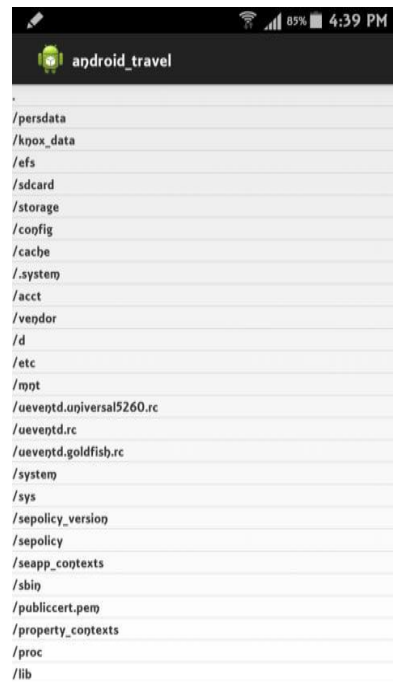 85% 4:39 PM
android_travel
.
/persdata
/knox_data
/efs
/sdcard
/storage
/config
/cache
/.system
/acct
/vendor
/d
/etc
/mnt
/ueventd.universal5260.rc
/ueventd.rc
/ueventd.goldfish.rc
/system
/sys
/sepolicy_version
/sepolicy
/seapp_contexts
/sbin
/publiccert.pem
/property_contexts
/proc
/lib